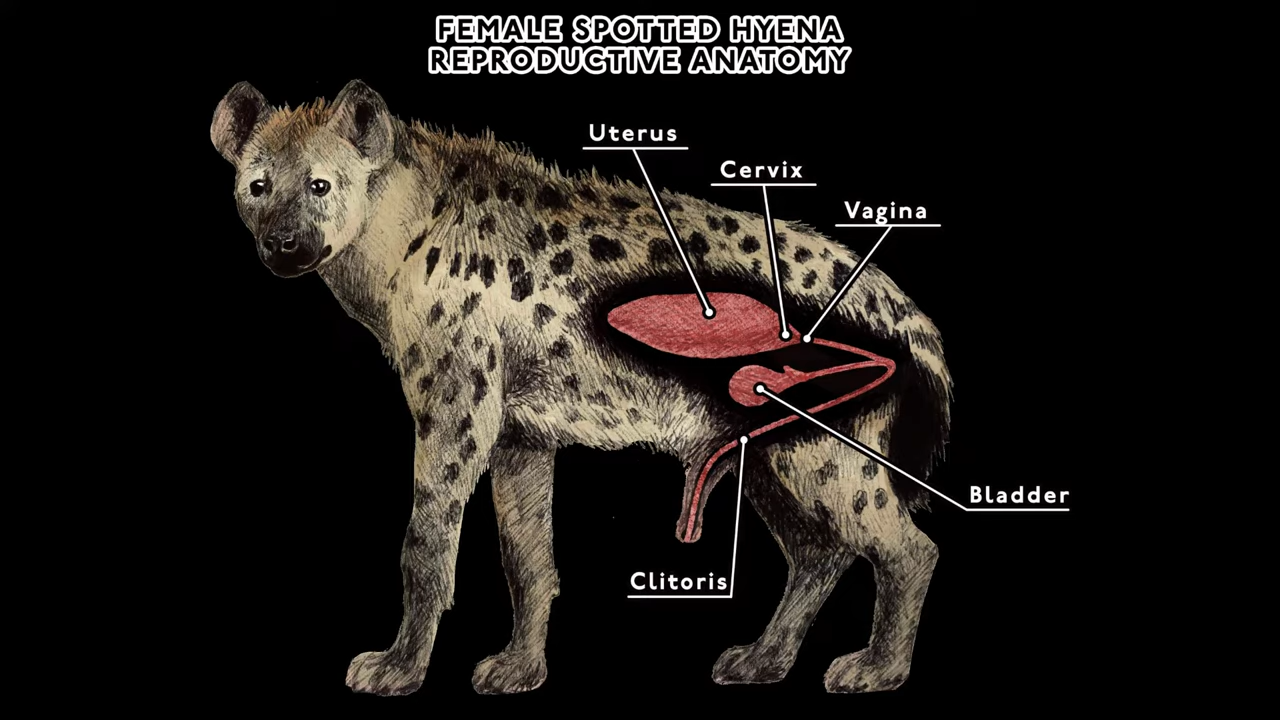 FEMALE SPOTTED HYENA
REPRODUCTIVE ANATOMY
Uterus
Cervix
Vagina
Bladder
Clitoris